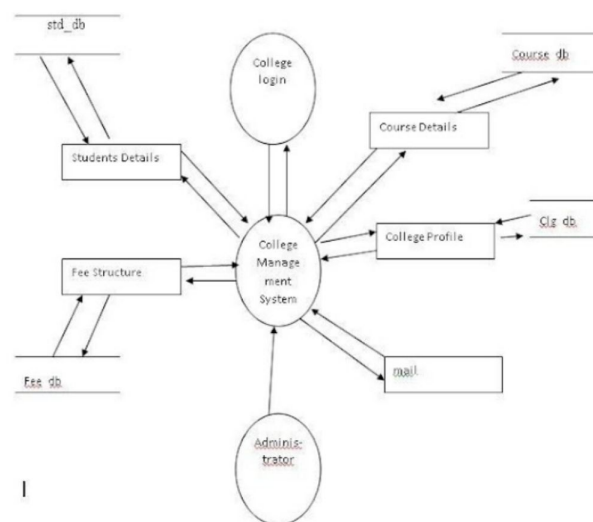 std_db
College
login
Course_db
Course Details
Students Details
College
Manage
ment
System
College Profile
Clg_db
Fee Structure
mail
Fee_db
Adminis-
trator
I